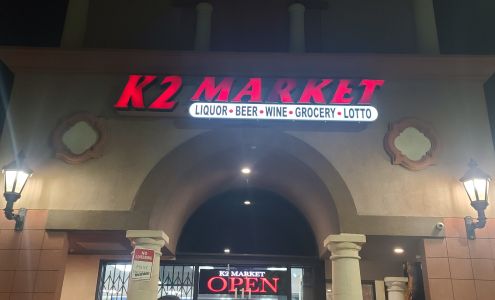 K2 MARKET
LIQUOR • BEER • WINE • GROCERY • LOTTO
K2 MARKET
OPEN